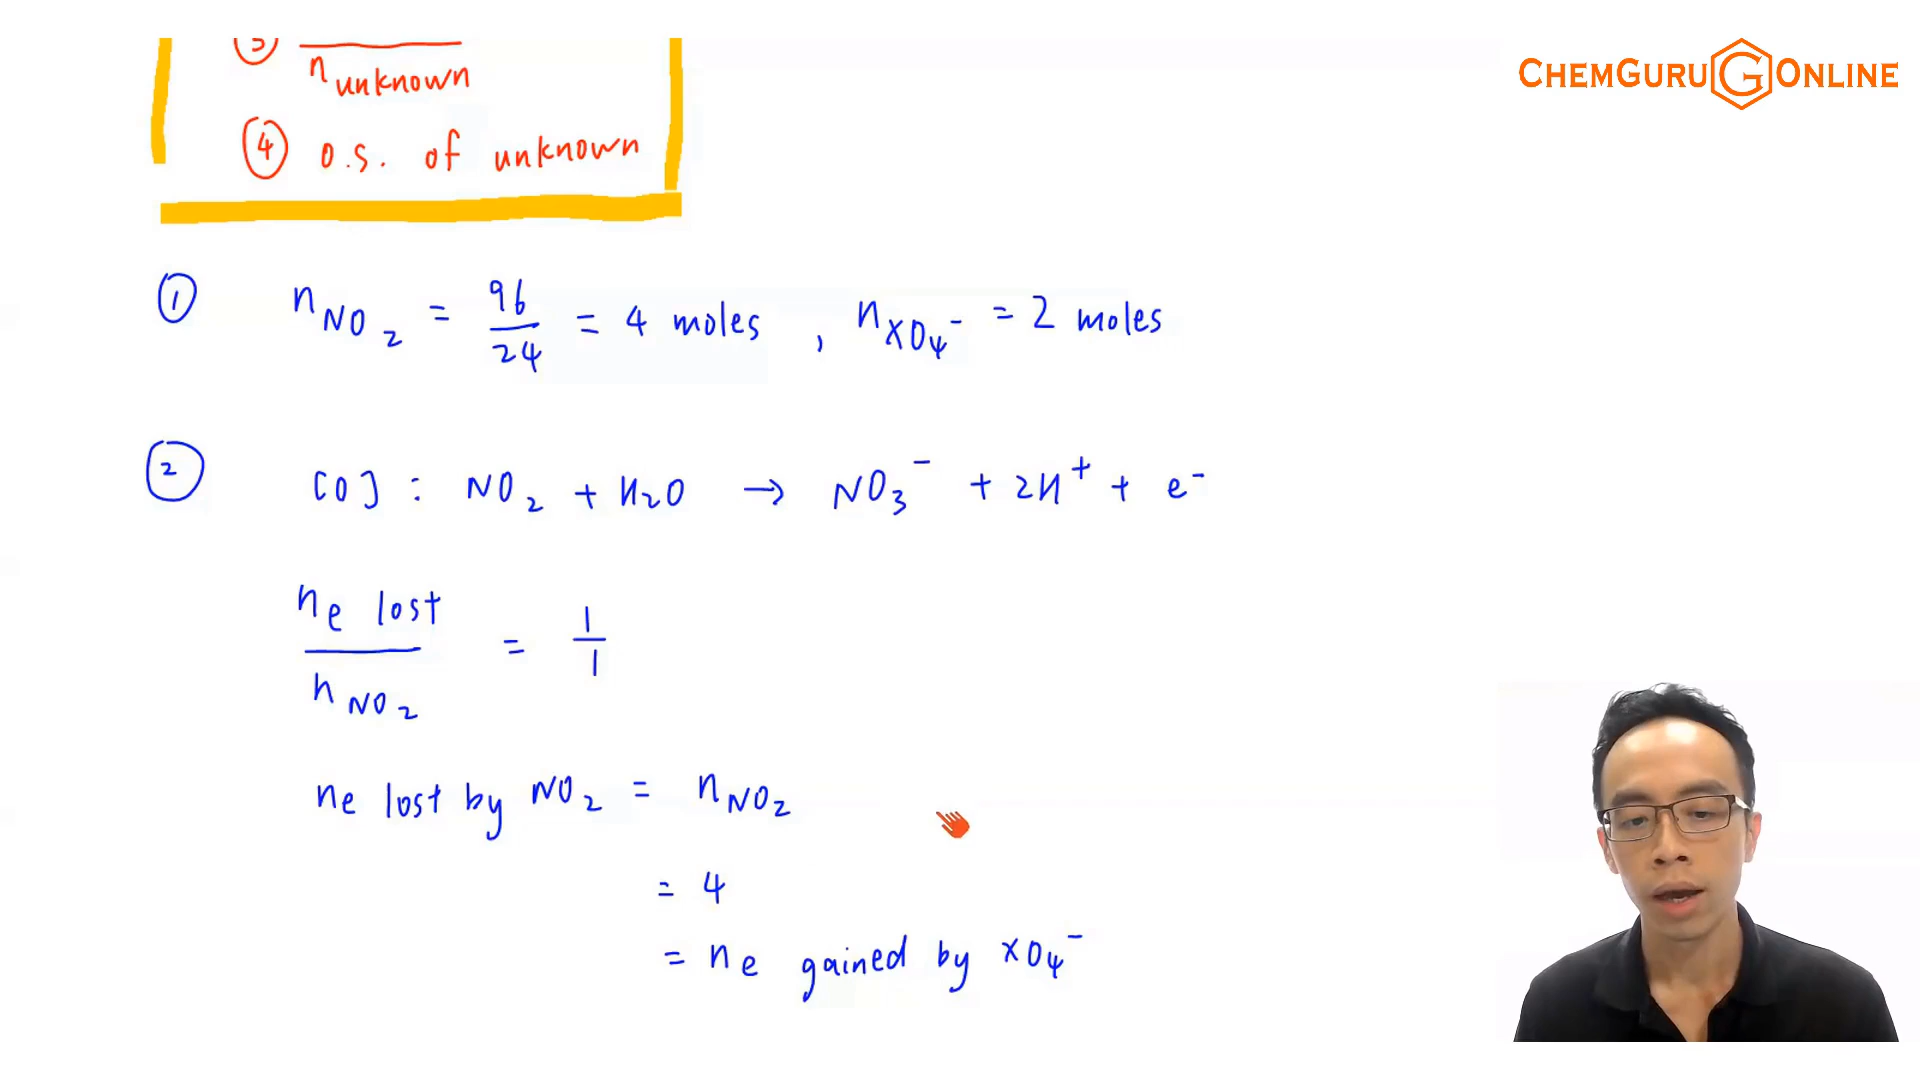 CHEMGURU G ONLINE
③ ──
n unknown
④ o.s. of unknown
① n NO₂ = 96/24 = 4 moles , n XO₄⁻ = 2 moles
② [O] : NO₂ + H₂O → NO₃⁻ + 2H⁺ + e⁻
ne lost / n NO₂ = 1/1
ne lost by NO₂ = n NO₂
= 4
= ne gained by XO₄⁻